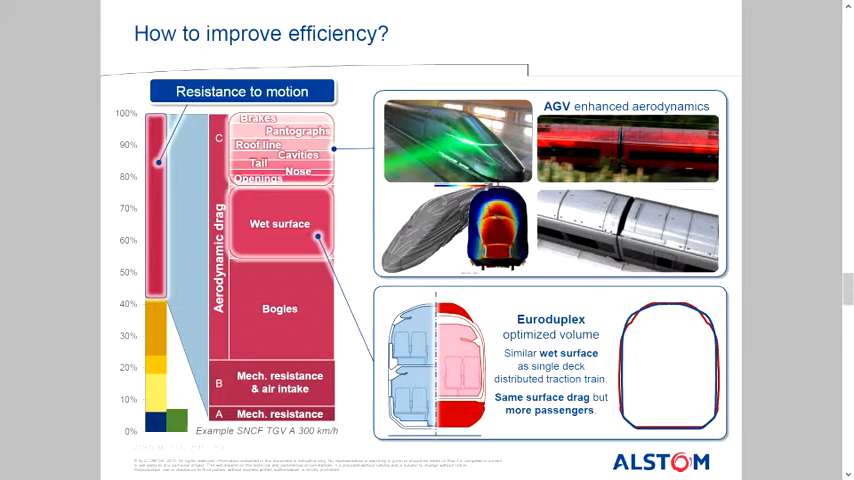 How to improve efficiency?
Resistance to motion
100%
90%
80%
70%
60%
50%
40%
30%
20%
10%
0%
Aerodynamic drag
C
Brakes
Pantographs
Roof line
Cavities
Tail
Nose
Openings
Wet surface
Bogies
B
Mech. resistance
& air intake
A
Mech. resistance
Example SNCF TGV A 300 km/h
AGV enhanced aerodynamics
Euroduplex
optimized volume
Similar wet surface
as single deck
distributed traction train.
Same surface drag but
more passengers.
ALSTOM